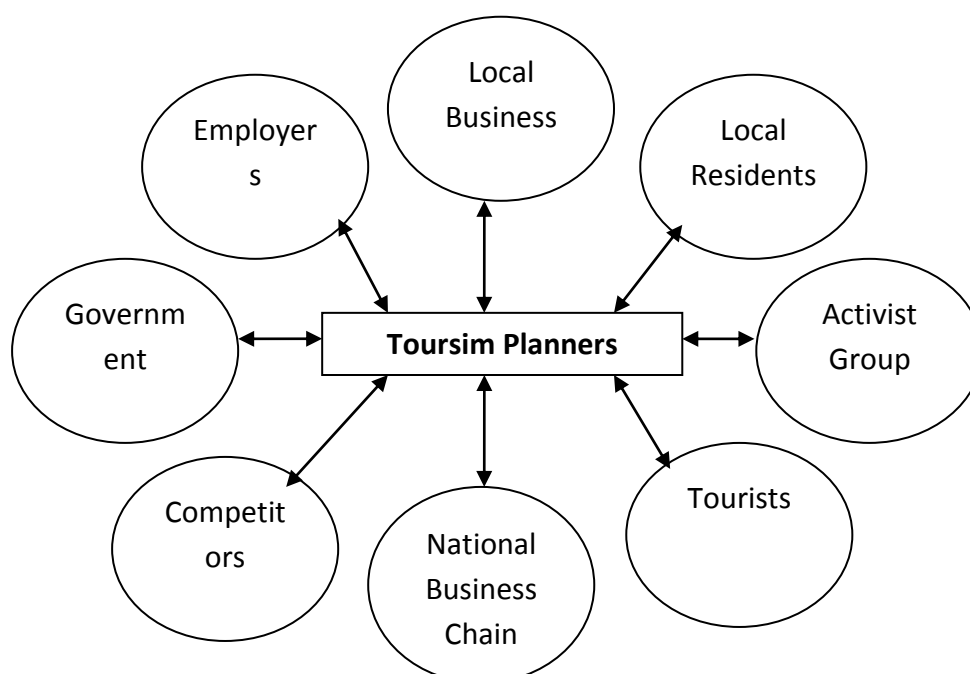 Local
Business
Employer
s
Local
Residents
Governm
ent
Toursim Planners
Activist
Group
Competit
ors
National
Business
Chain
Tourists